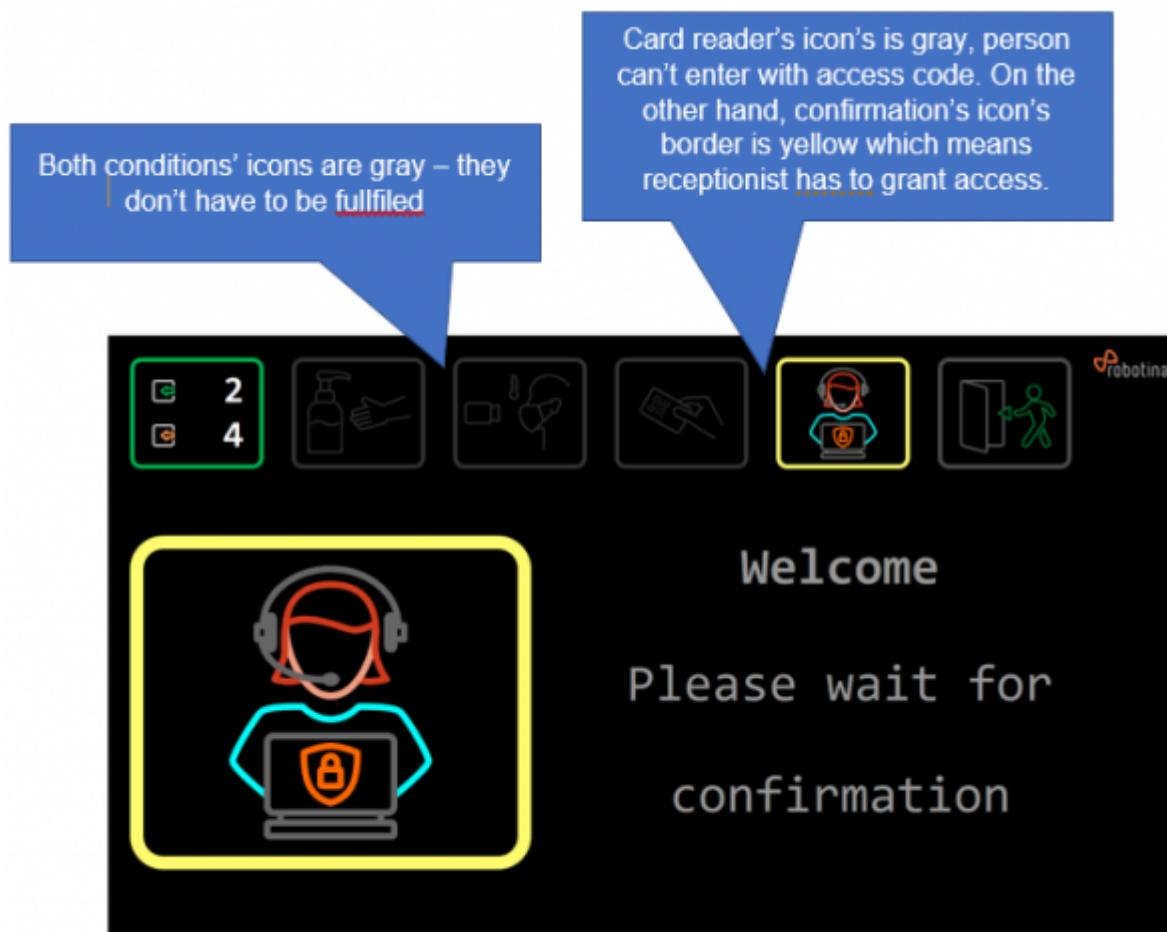 Card reader's icon's is gray, person
can't enter with access code. On the
other hand, confirmation's icon's
border is yellow which means
receptionist has to grant access.
Both conditions' icons are gray – they
don't have to be fullfiled
2
4
robotina
Welcome
Please wait for
confirmation